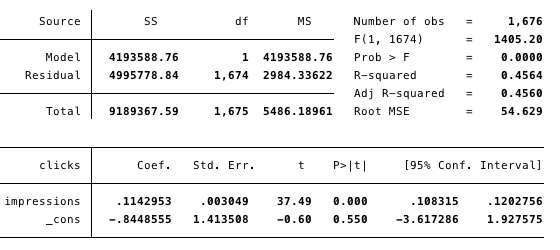 Source SS df MS Number of obs = 1,676
F(1, 1674) = 1405.20
Model 4193588.76 1 4193588.76 Prob > F = 0.0000
Residual 4995778.84 1,674 2984.33622 R-squared = 0.4564
Adj R-squared = 0.4560
Total 9189367.59 1,675 5486.18961 Root MSE = 54.629
clicks Coef. Std. Err. t P>|t| [95% Conf. Interval]
impressions .1142953 .003049 37.49 0.000 .108315 .1202756
_cons -.8448555 1.413508 -0.60 0.550 -3.617286 1.927575